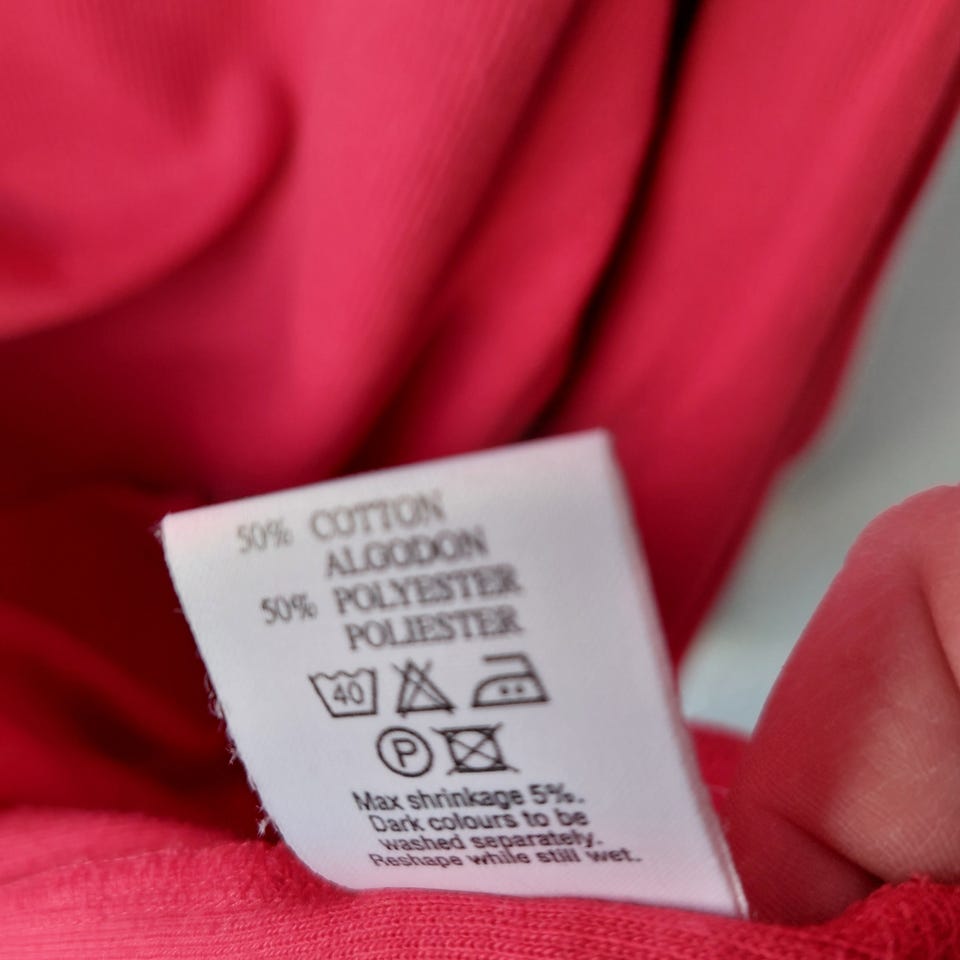 50% COTTON
ALGODON
50% POLYESTER
POLIESTER
40
P
Max shrinkage 5%.
Dark colours to be
washed separately.
Reshape while still wet.